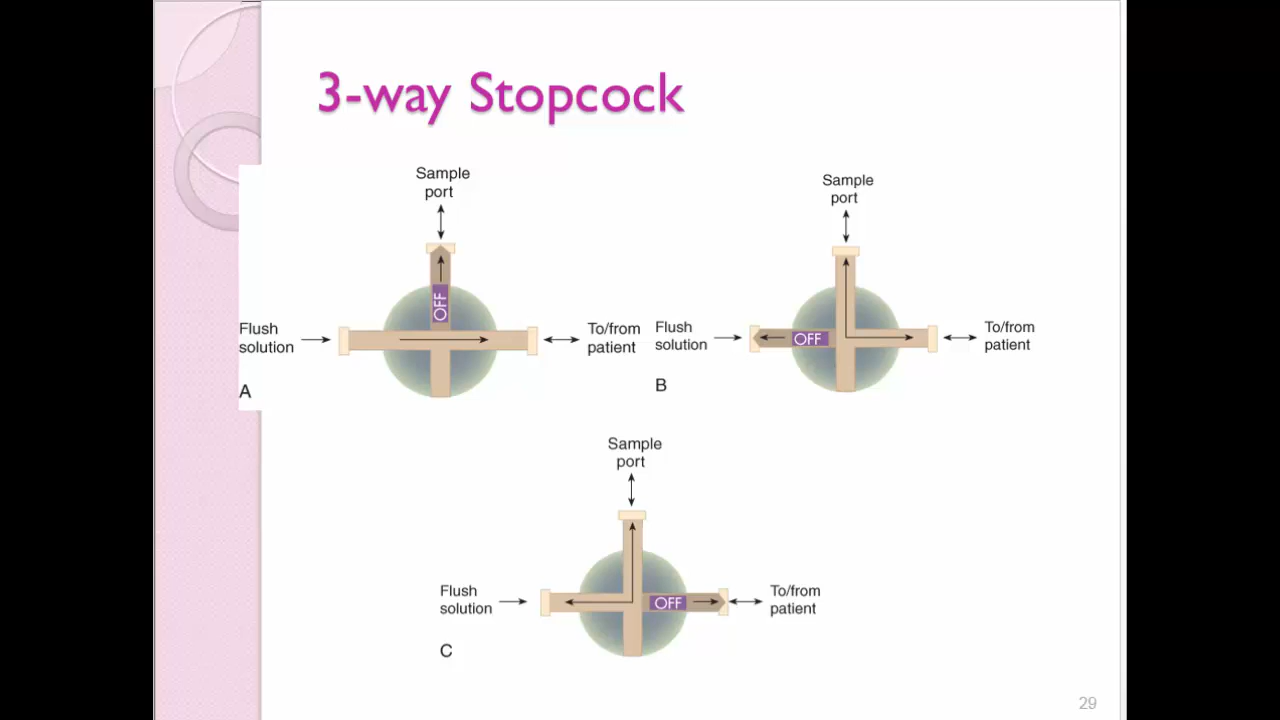 3-way Stopcock
Sample
port
OFF
Flush
solution
To/from
patient
A
Sample
port
OFF
Flush
solution
To/from
patient
B
Sample
port
OFF
Flush
solution
To/from
patient
C
29